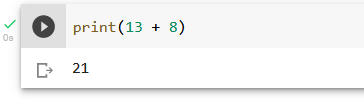 print(13 + 8)
0s
21